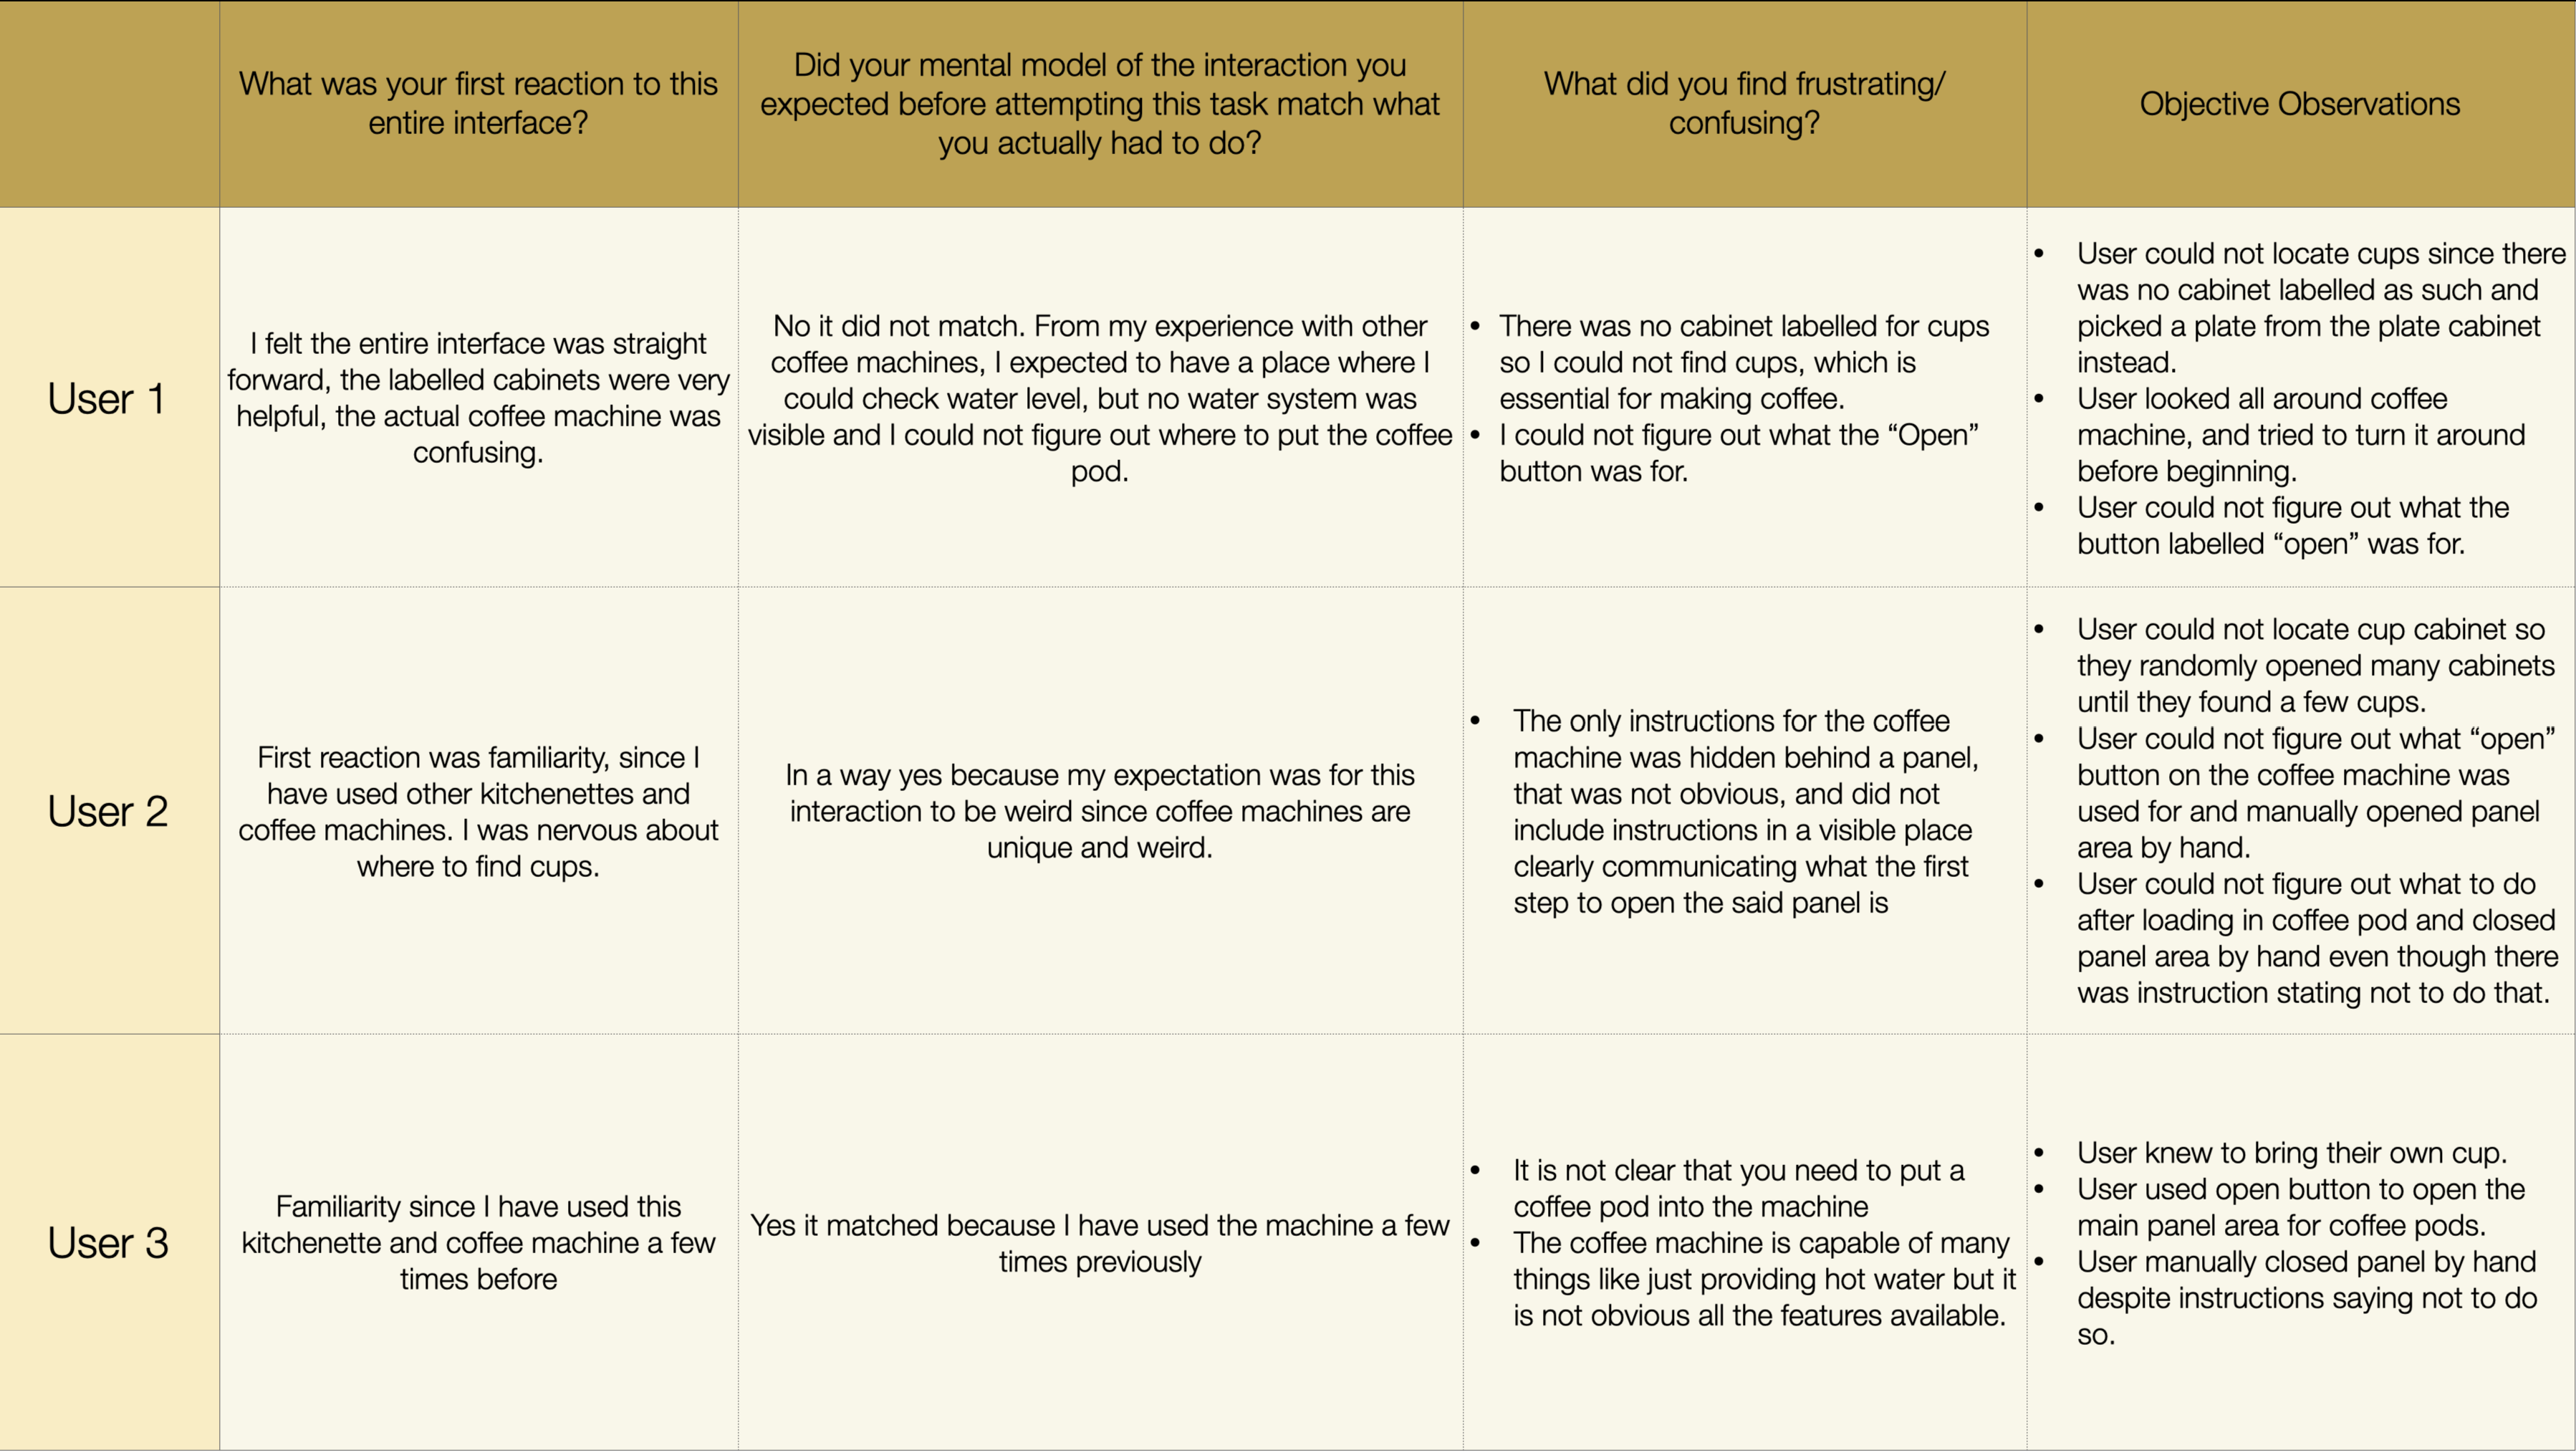 What was your first reaction to this
entire interface?
Did your mental model of the interaction you
expected before attempting this task match what
you actually had to do?
What did you find frustrating/
confusing?
Objective Observations
User 1
I felt the entire interface was straight
forward, the labelled cabinets were very
helpful, the actual coffee machine was
confusing.
No it did not match. From my experience with other
coffee machines, I expected to have a place where I
could check water level, but no water system was
visible and I could not figure out where to put the coffee
pod.
• There was no cabinet labelled for cups
so I could not find cups, which is
essential for making coffee.
• I could not figure out what the “Open”
button was for.
• User could not locate cups since there
was no cabinet labelled as such and
picked a plate from the plate cabinet
instead.
• User looked all around coffee
machine, and tried to turn it around
before beginning.
• User could not figure out what the
button labelled “open” was for.
User 2
First reaction was familiarity, since I
have used other kitchenettes and
coffee machines. I was nervous about
where to find cups.
In a way yes because my expectation was for this
interaction to be weird since coffee machines are
unique and weird.
• The only instructions for the coffee
machine was hidden behind a panel,
that was not obvious, and did not
include instructions in a visible place
clearly communicating what the first
step to open the said panel is
• User could not locate cup cabinet so
they randomly opened many cabinets
until they found a few cups.
• User could not figure out what “open”
button on the coffee machine was
used for and manually opened panel
area by hand.
• User could not figure out what to do
after loading in coffee pod and closed
panel area by hand even though there
was instruction stating not to do that.
User 3
Familiarity since I have used this
kitchenette and coffee machine a few
times before
Yes it matched because I have used the machine a few
times previously
• It is not clear that you need to put a
coffee pod into the machine
• The coffee machine is capable of many
things like just providing hot water but it
is not obvious all the features available.
• User knew to bring their own cup.
• User used open button to open the
main panel area for coffee pods.
• User manually closed panel by hand
despite instructions saying not to do
so.